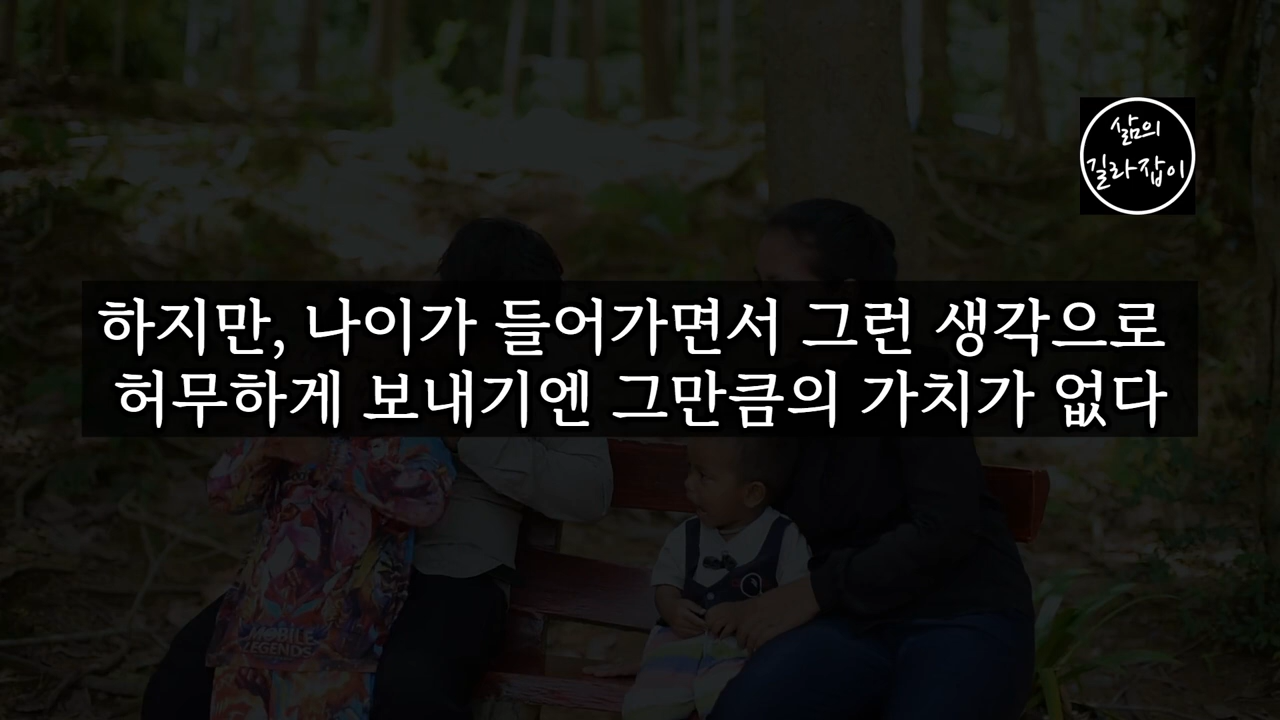 삶의
길라잡이
하지만, 나이가 들어가면서 그런 생각으로
허무하게 보내기엔 그만큼의 가치가 없다
MOBILE
LEGENDS